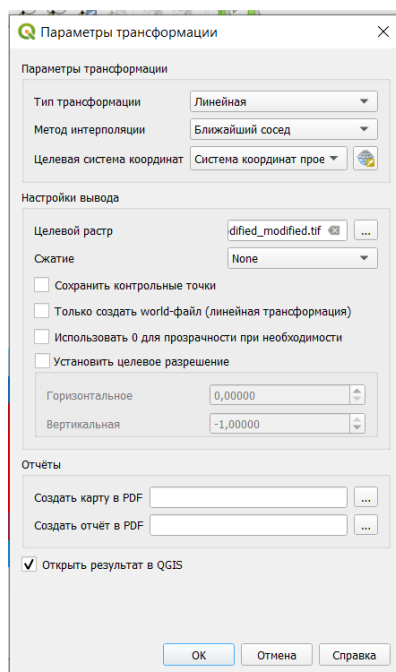 Параметры трансформации
Параметры трансформации
Тип трансформации Линейная
Метод интерполяции Ближайший сосед
Целевая система координат Система координат прое
Настройки вывода
Целевой растр dified_modified.tif ...
Сжатие None
Сохранить контрольные точки
Только создать world-файл (линейная трансформация)
Использовать 0 для прозрачности при необходимости
Установить целевое разрешение
Горизонтальное 0,00000
Вертикальная -1,00000
Отчёты
Создать карту в PDF ...
Создать отчёт в PDF ...
Открыть результат в QGIS
OK Отмена Справка